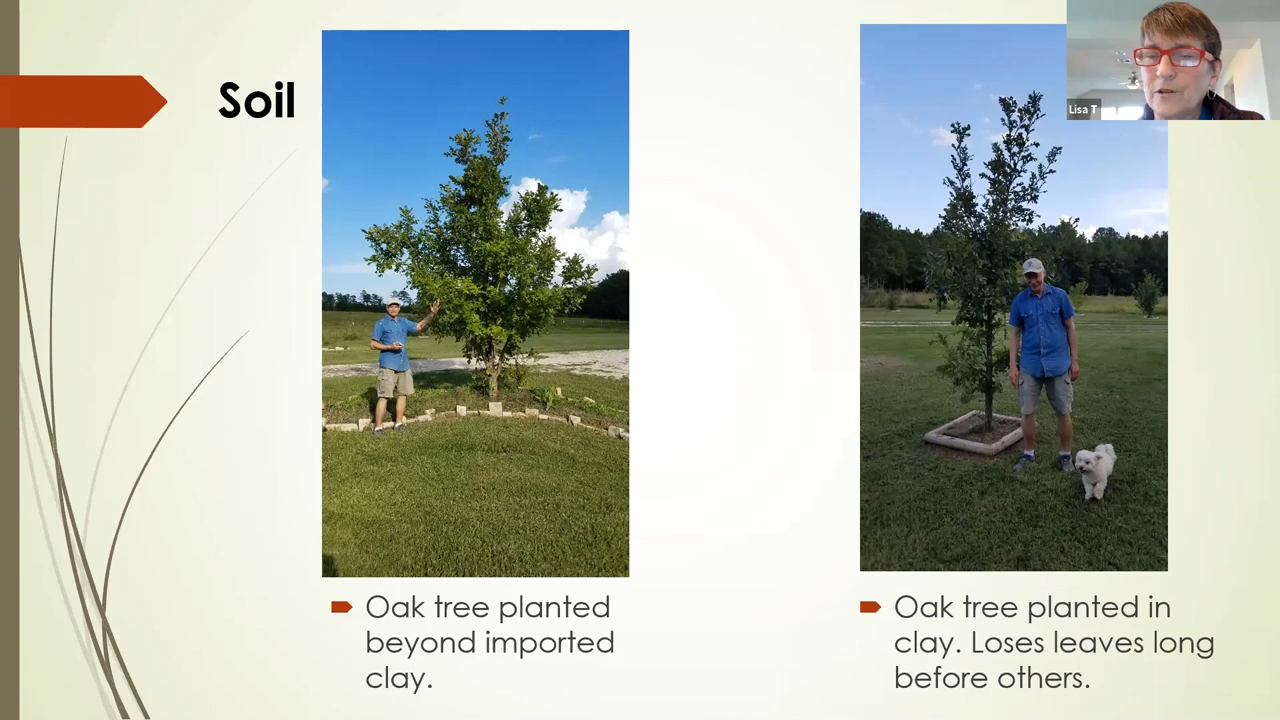 Soil
Lisa T
Oak tree planted
beyond imported
clay.
Oak tree planted in
clay. Loses leaves long
before others.